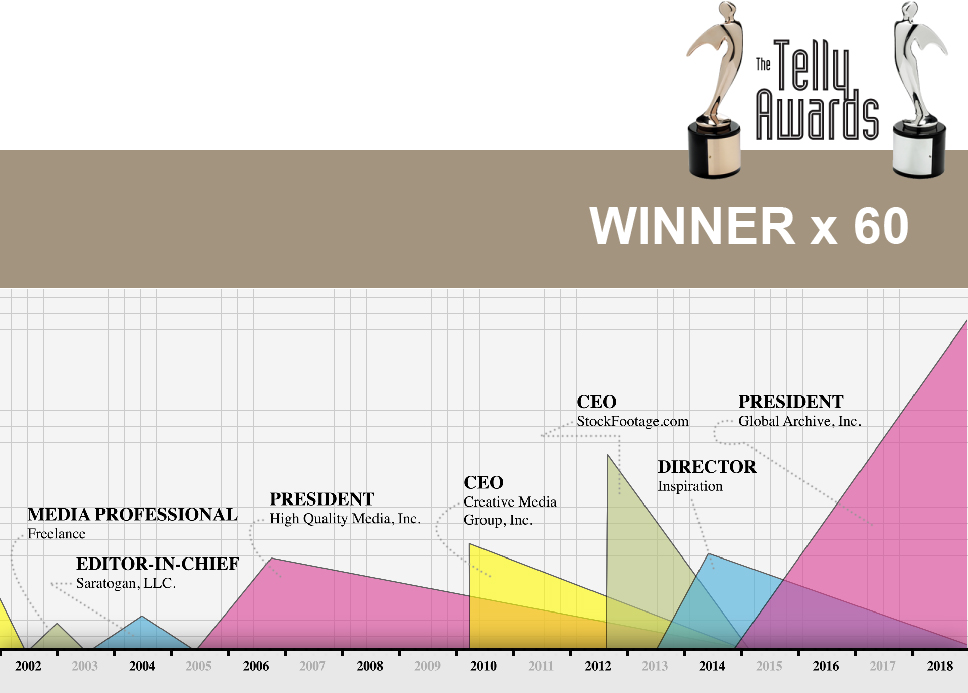 The Telly
Awards
WINNER x 60
CEO
StockFootage.com
PRESIDENT
Global Archive, Inc.
DIRECTOR
Inspiration
CEO
Creative Media
Group, Inc.
PRESIDENT
High Quality Media, Inc.
MEDIA PROFESSIONAL
Freelance
EDITOR-IN-CHIEF
Saratogan, LLC.
2002 2003 2004 2005 2006 2007 2008 2009 2010 2011 2012 2013 2014 2015 2016 2017 2018